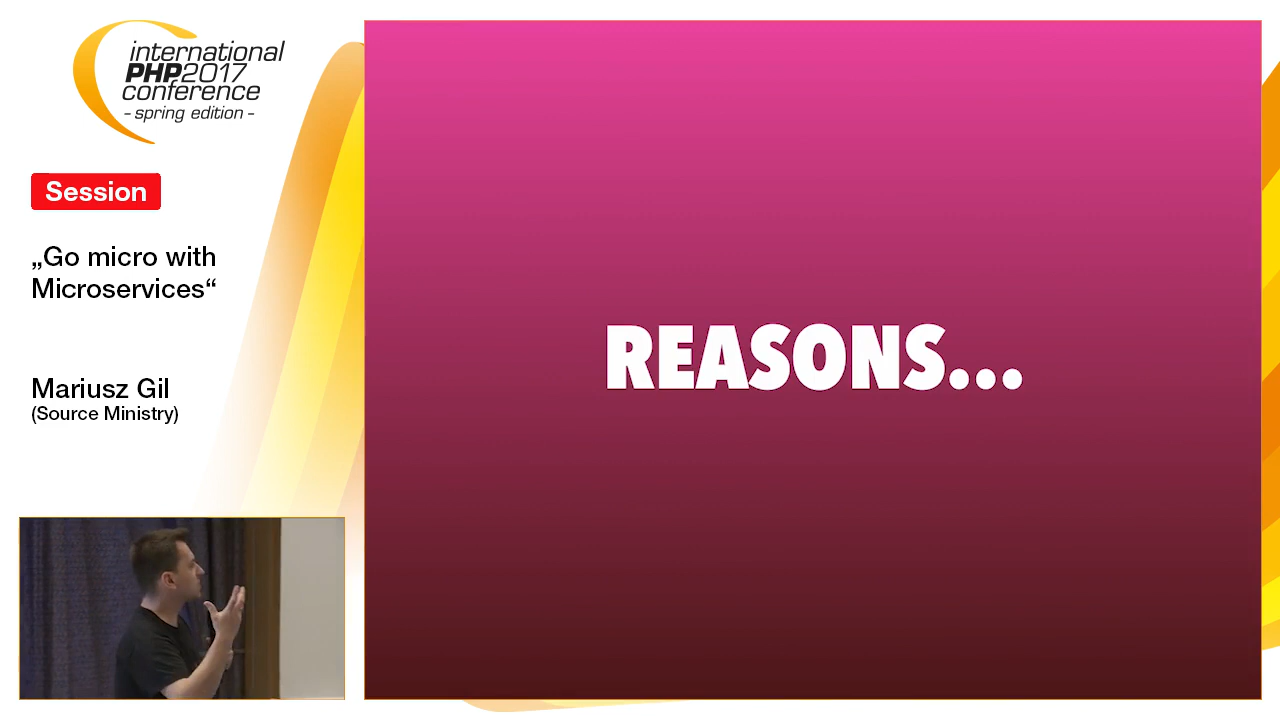 international
PHP2017
conference
- spring edition -
Session
„Go micro with
Microservices“
Mariusz Gil
(Source Ministry)
REASONS...